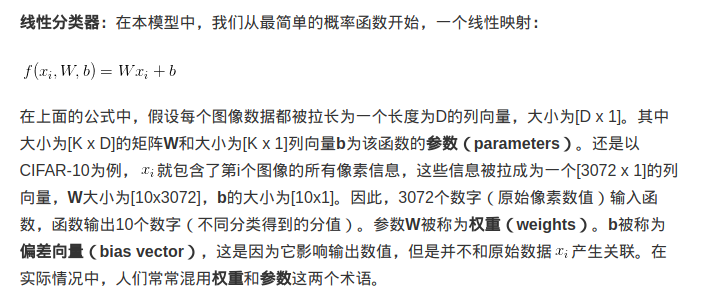 线性分类器：在本模型中，我们从最简单的概率函数开始，一个线性映射：
f(xi, W, b) = Wxi + b
在上面的公式中，假设每个图像数据都被拉长为一个长度为D的列向量，大小为[D x 1]。其中
大小为[K x D]的矩阵W和大小为[K x 1]列向量b为该函数的参数（parameters）。还是以
CIFAR-10为例， xi就包含了第i个图像的所有像素信息，这些信息被拉成为一个[3072 x 1]的列
向量，W大小为[10x3072]，b的大小为[10x1]。因此，3072个数字（原始像素数值）输入函
数，函数输出10个数字（不同分类得到的分值）。参数W被称为权重（weights）。b被称为
偏差向量（bias vector），这是因为它影响输出数值，但是并不和原始数据 xi 产生关联。在
实际情况中，人们常常混用权重和参数这两个术语。